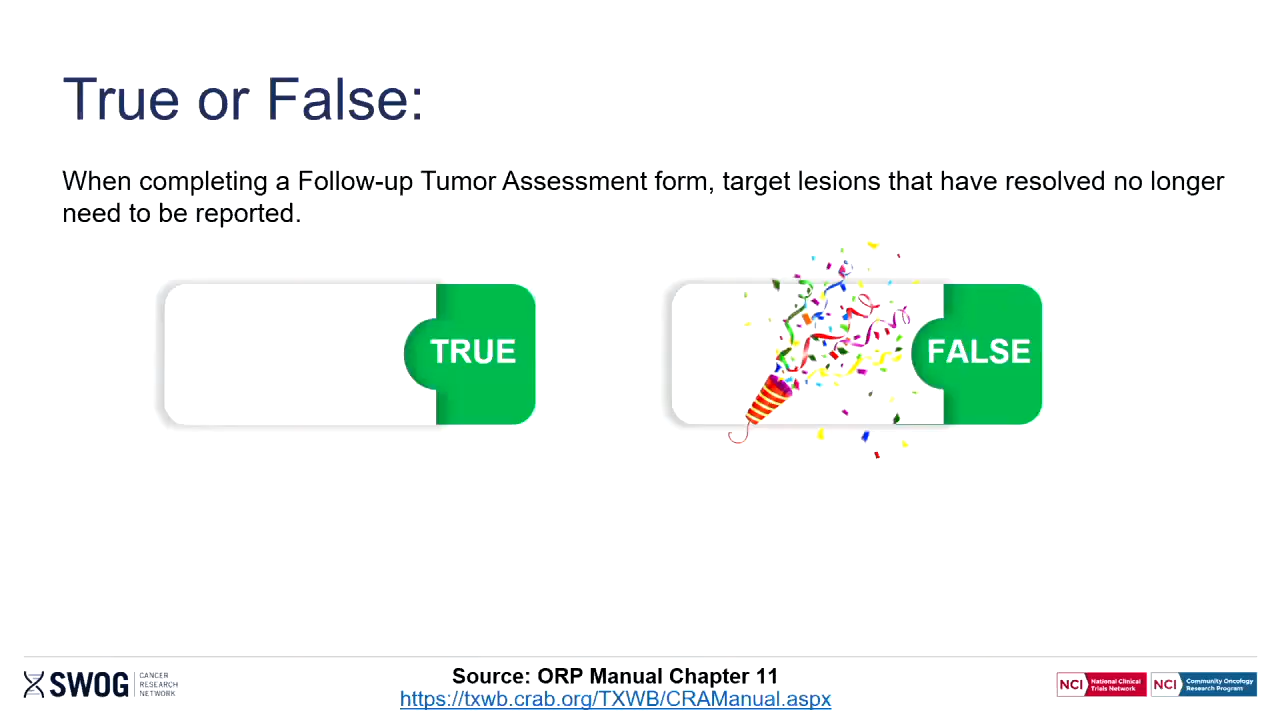 True or False:
When completing a Follow-up Tumor Assessment form, target lesions that have resolved no longer
need to be reported.
TRUE
FALSE
SWOG
CANCER
RESEARCH
NETWORK
Source: ORP Manual Chapter 11
https://txwb.crab.org/TXWB/CRAManual.aspx
NCI
National Clinical
Trials Network
NCI
Community Oncology
Research Program